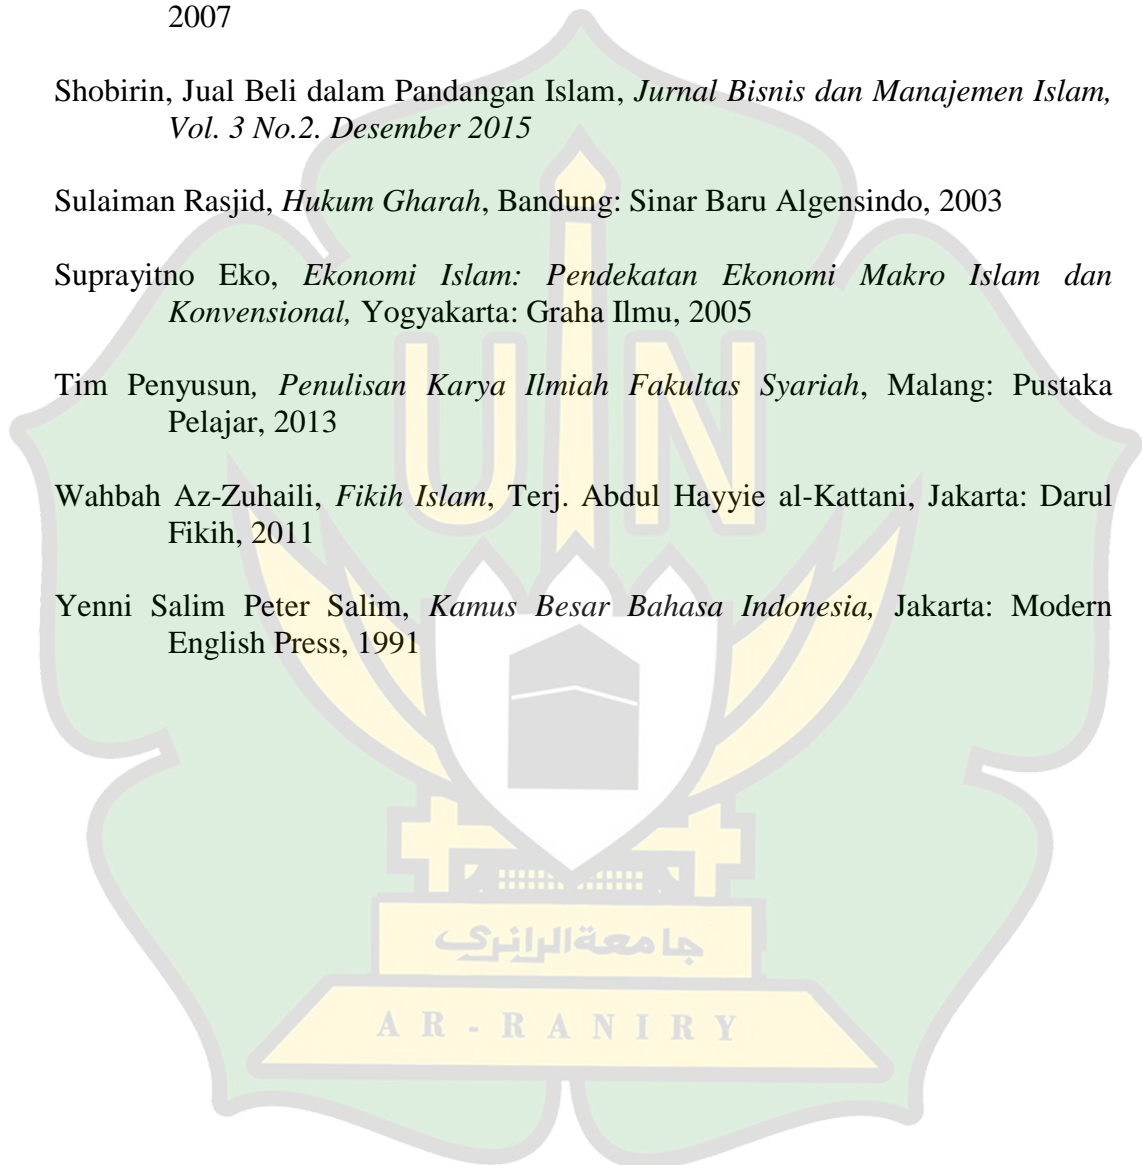 2007
Shobirin, Jual Beli dalam Pandangan Islam, Jurnal Bisnis dan Manajemen Islam,
Vol. 3 No.2. Desember 2015
Sulaiman Rasjid, Hukum Gharah, Bandung: Sinar Baru Algensindo, 2003
Suprayitno Eko, Ekonomi Islam: Pendekatan Ekonomi Makro Islam dan
Konvensional, Yogyakarta: Graha Ilmu, 2005
Tim Penyusun, Penulisan Karya Ilmiah Fakultas Syariah, Malang: Pustaka
Pelajar, 2013
Wahbah Az-Zuhaili, Fikih Islam, Terj. Abdul Hayyie al-Kattani, Jakarta: Darul
Fikih, 2011
Yenni Salim Peter Salim, Kamus Besar Bahasa Indonesia, Jakarta: Modern
English Press, 1991
UIN
جامعة الرانري
AR-RANIRY